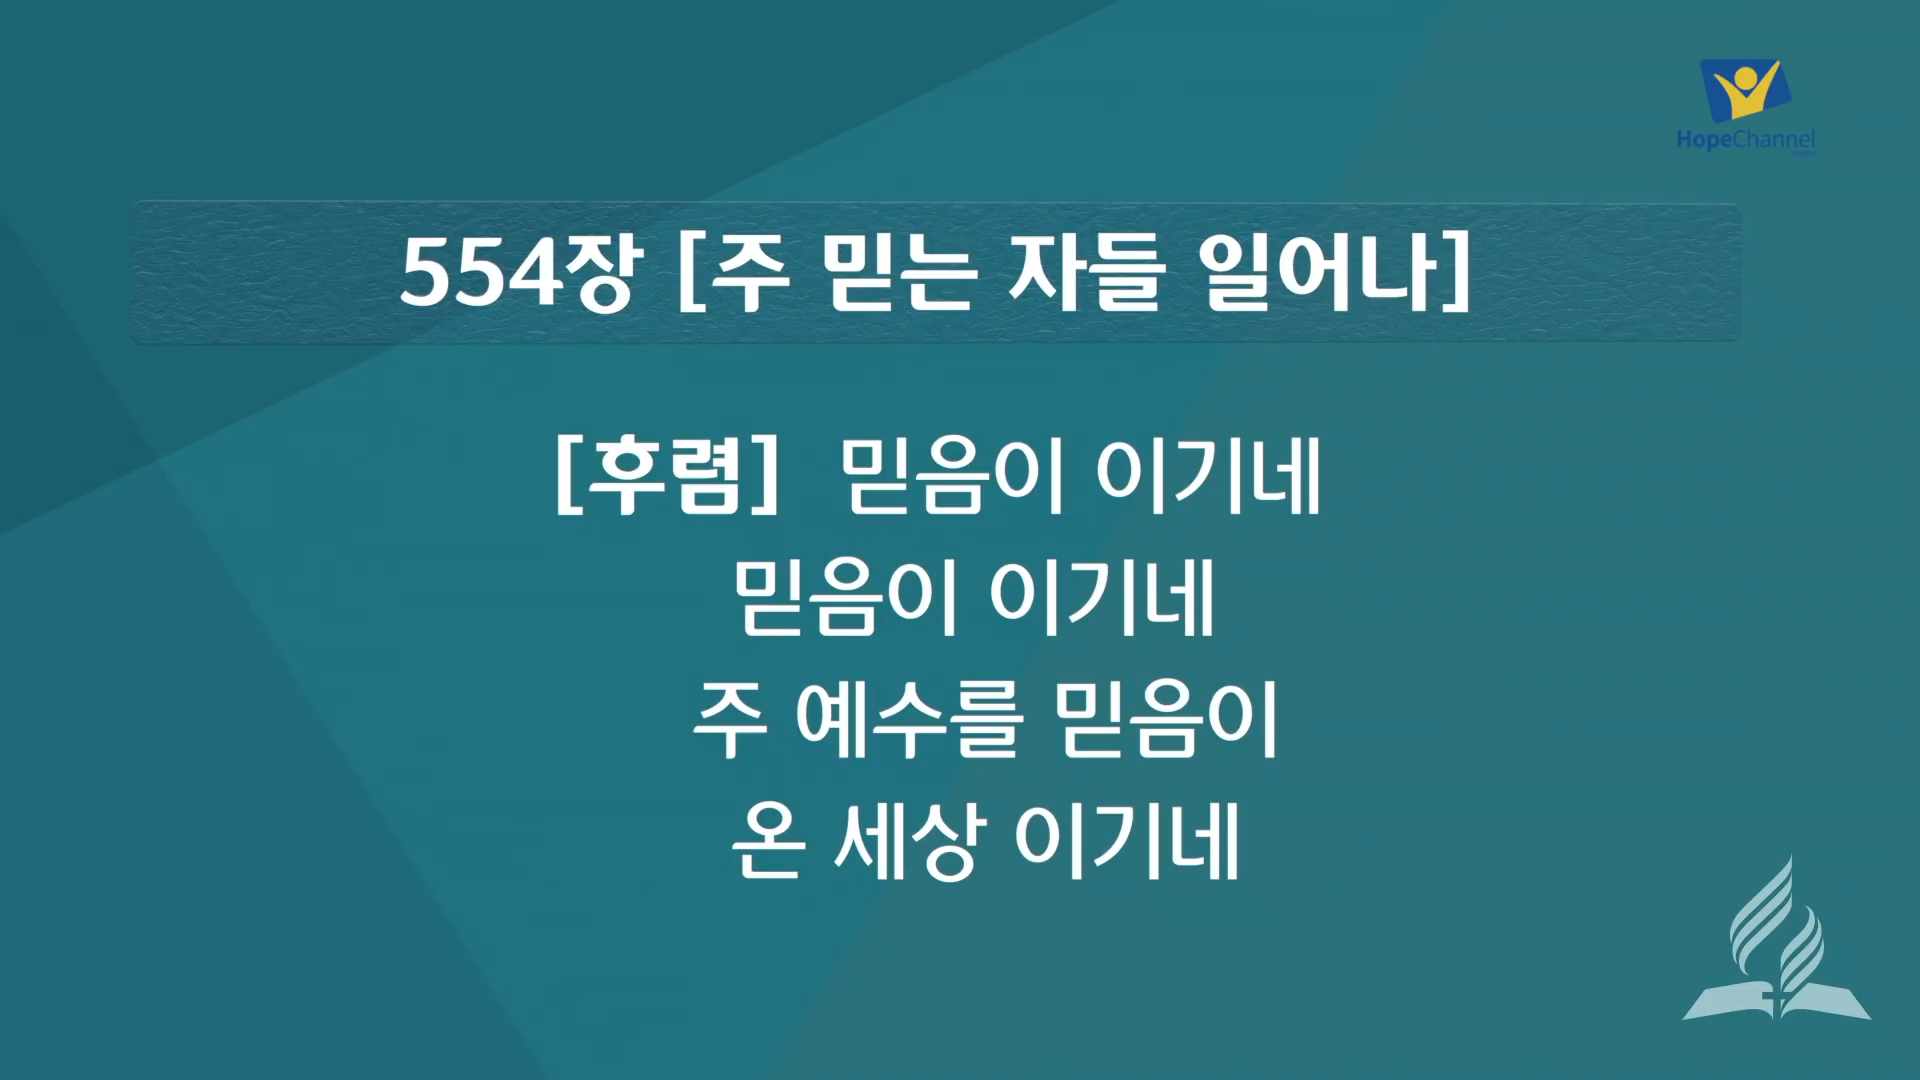 HopeChannel
554장 [주 믿는 자들 일어나]
[후렴] 믿음이 이기네
믿음이 이기네
주 예수를 믿음이
온 세상 이기네